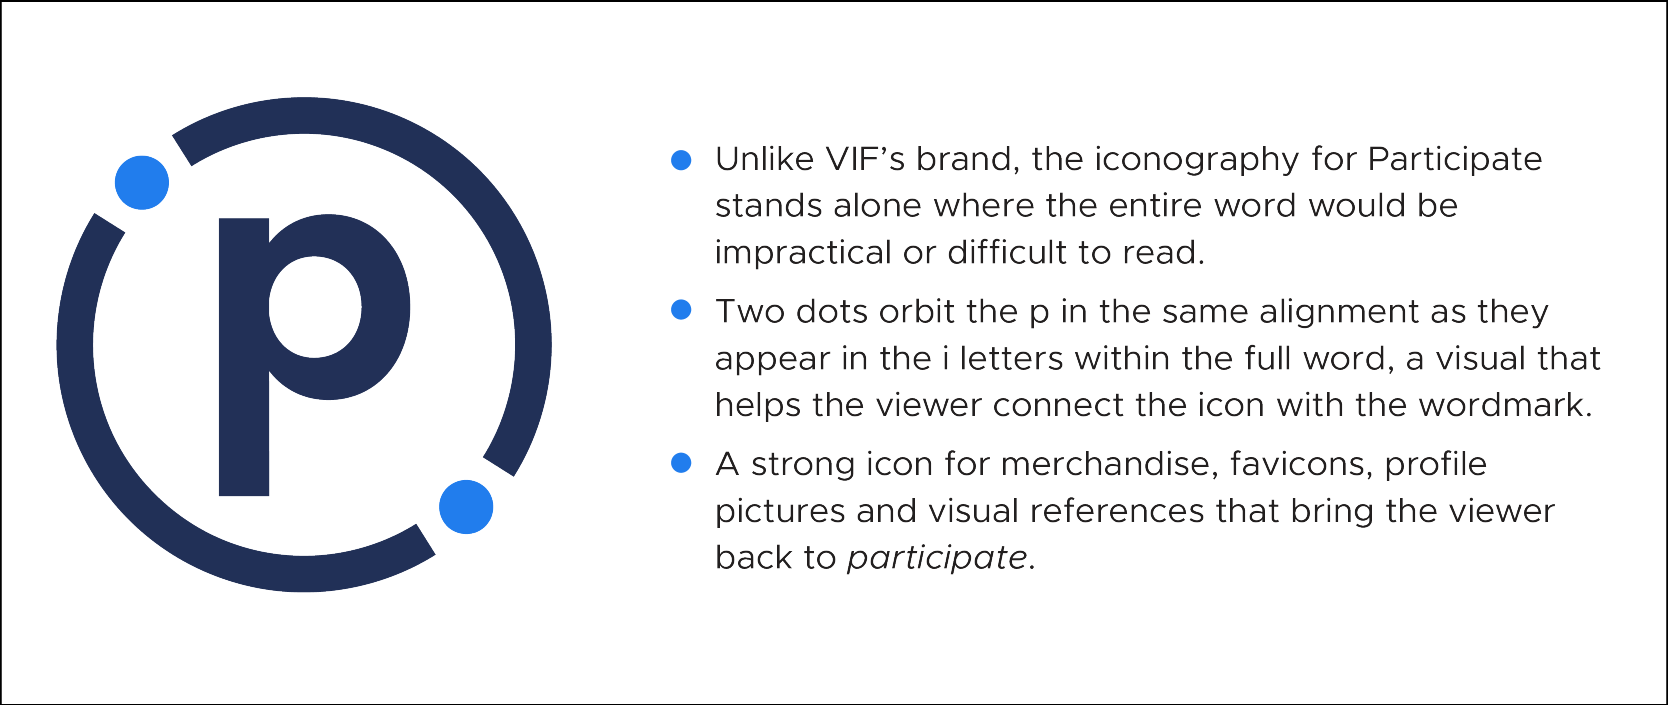 p
Unlike VIF’s brand, the iconography for Participate
stands alone where the entire word would be
impractical or difficult to read.
Two dots orbit the p in the same alignment as they
appear in the i letters within the full word, a visual that
helps the viewer connect the icon with the wordmark.
A strong icon for merchandise, favicons, profile
pictures and visual references that bring the viewer
back to participate.